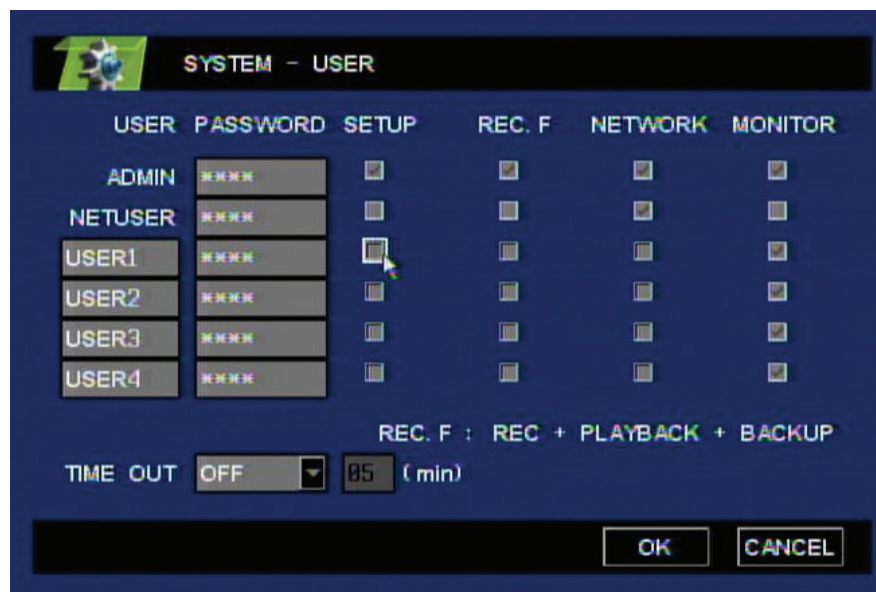 SYSTEM - USER
USER PASSWORD SETUP REC. F NETWORK MONITOR
ADMIN ****
NETUSER ****
USER1 ****
USER2 ****
USER3 ****
USER4 ****
REC. F : REC + PLAYBACK + BACKUP
TIME OUT OFF 05 (min)
OK CANCEL